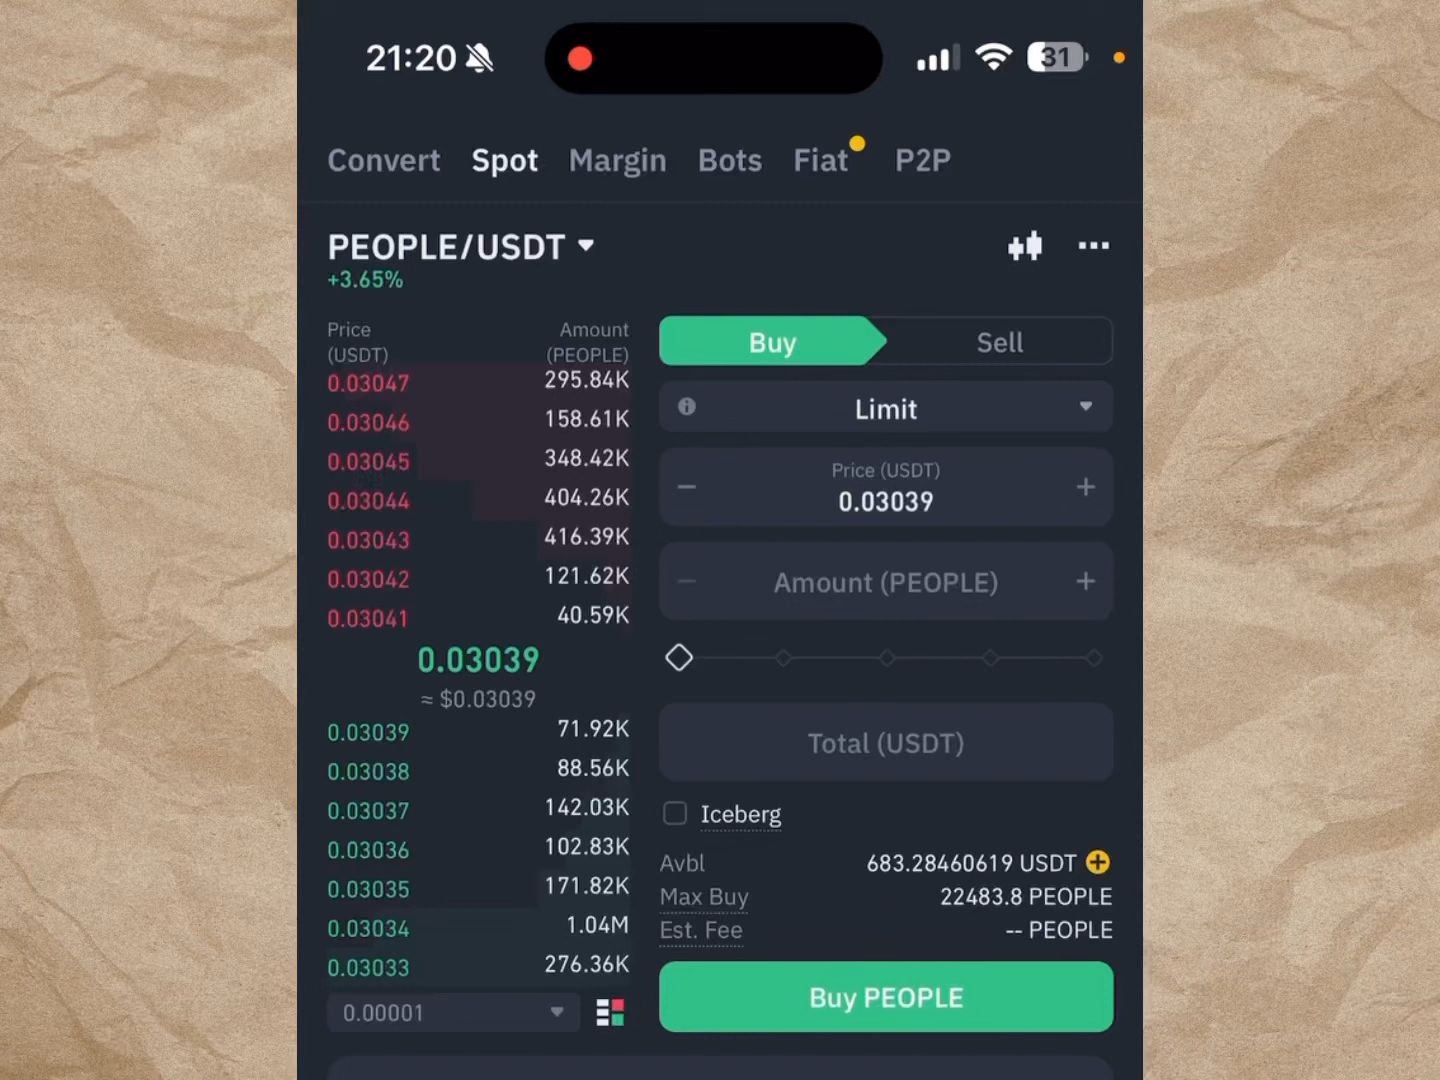 21:20
31
Convert Spot Margin Bots Fiat P2P
PEOPLE/USDT
+3.65%
Price Amount
(USDT) (PEOPLE)
0.03047 295.84K
0.03046 158.61K
0.03045 348.42K
0.03044 404.26K
0.03043 416.39K
0.03042 121.62K
0.03041 40.59K
0.03039
≈ $0.03039
0.03039 71.92K
0.03038 88.56K
0.03037 142.03K
0.03036 102.83K
0.03035 171.82K
0.03034 1.04M
0.03033 276.36K
0.00001
Buy Sell
Limit
Price (USDT)
− 0.03039 +
− Amount (PEOPLE) +
Total (USDT)
Iceberg
Avbl 683.28460619 USDT
Max Buy 22483.8 PEOPLE
Est. Fee -- PEOPLE
Buy PEOPLE